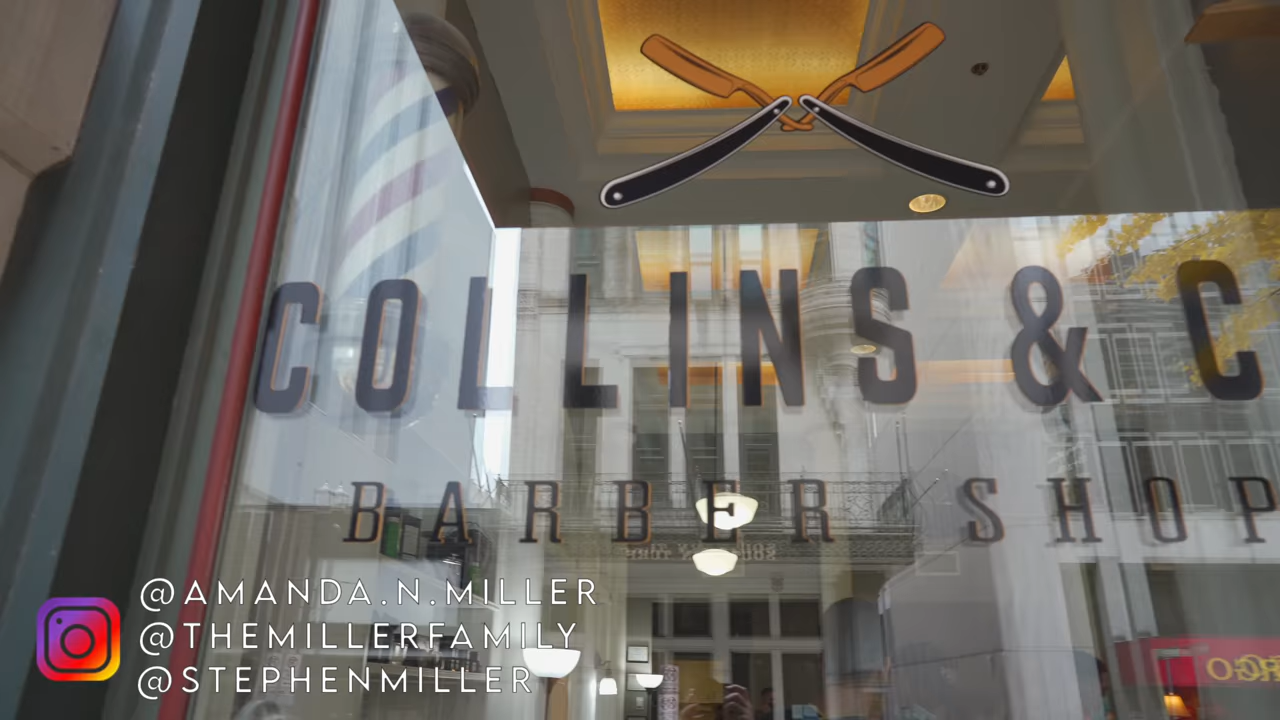 COLLINS & C
BARBER SHOP
@AMANDA.N.MILLER
@THEMILLERFAMILY
@STEPHENMILLER